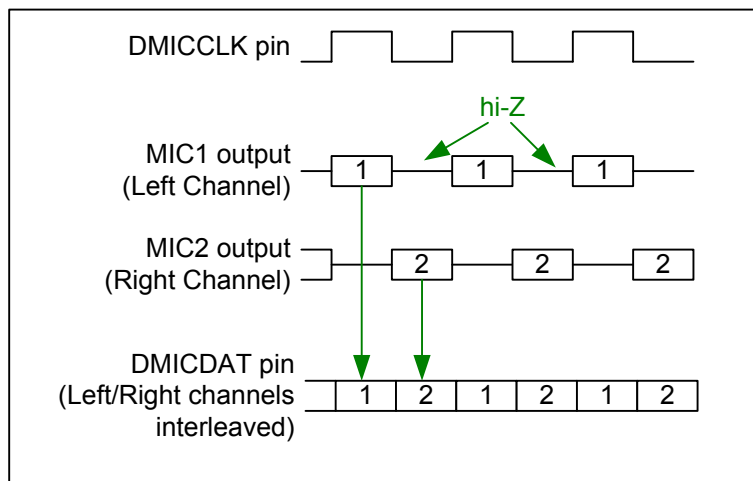 DMICCLK pin
hi-Z
MIC1 output
(Left Channel)
1 1 1
MIC2 output
(Right Channel)
2 2 2
DMICDAT pin
(Left/Right channels
interleaved)
1 2 1 2 1 2